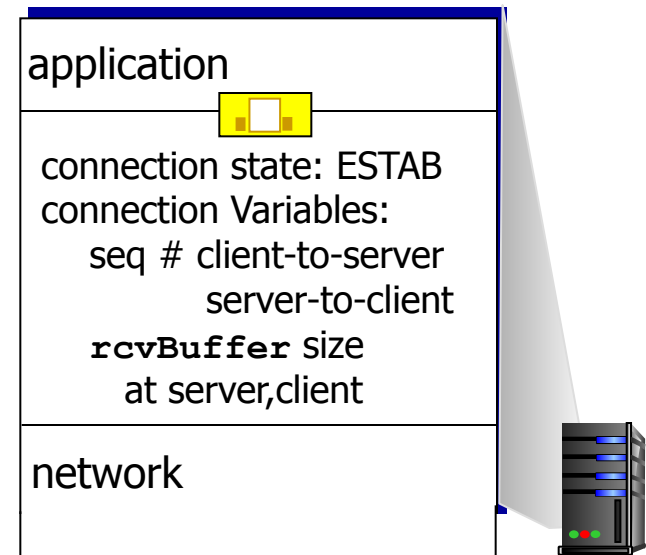 application
connection state: ESTAB
connection Variables:
seq # client-to-server
server-to-client
rcvBuffer size
at server,client
network